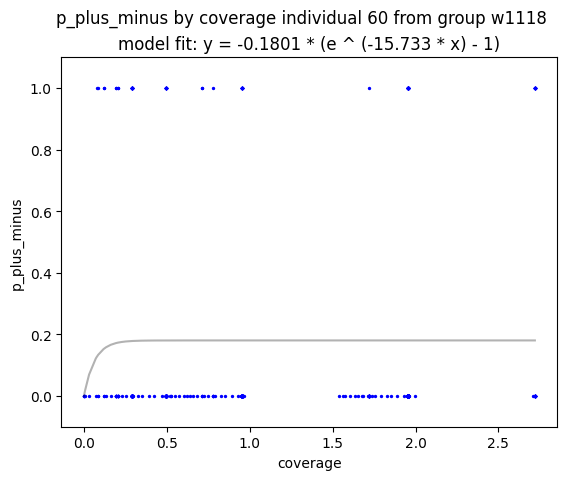 p_plus_minus by coverage individual 60 from group w1118
model fit: y = -0.1801 * (e ^ (-15.733 * x) - 1)
1.0
0.8
0.6
0.4
0.2
0.0
p_plus_minus
0.0 0.5 1.0 1.5 2.0 2.5
coverage